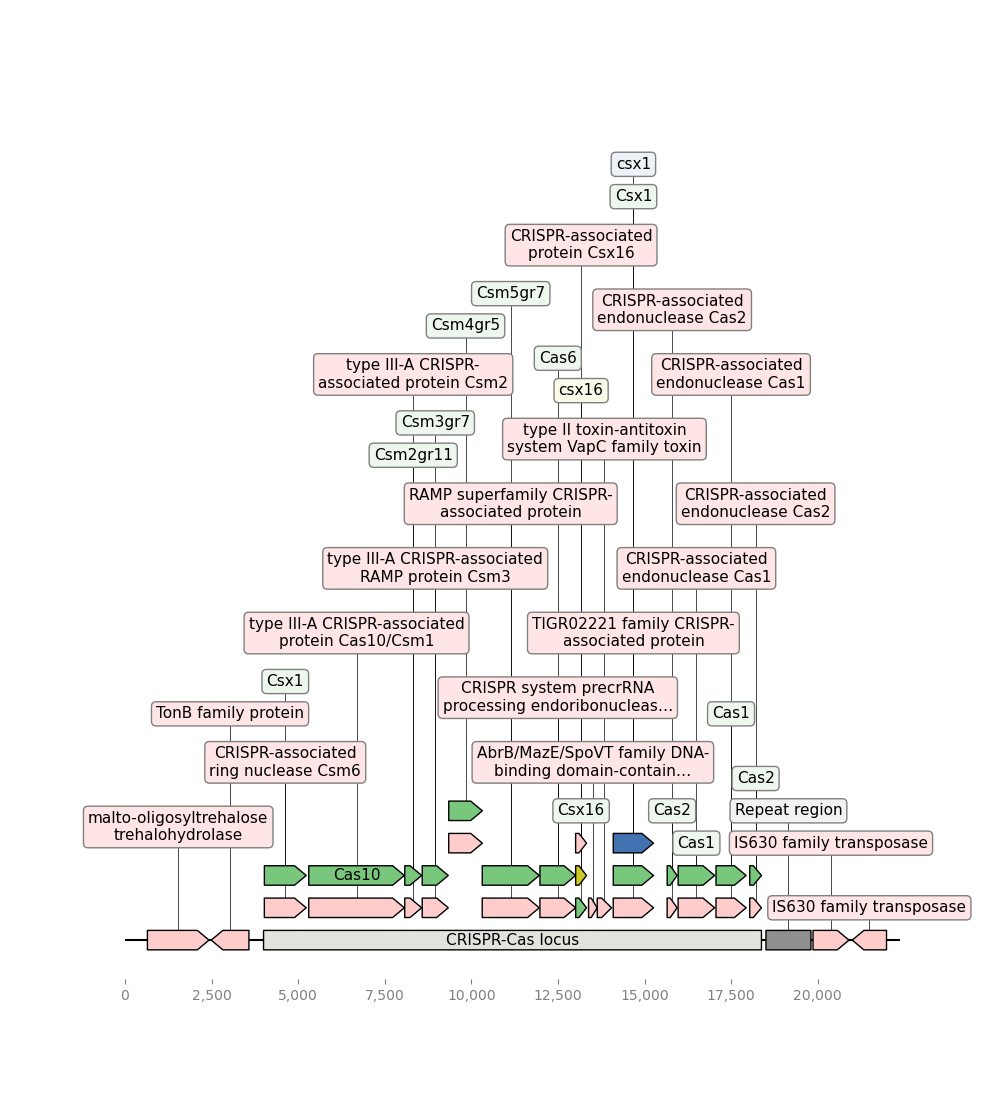 csx1
Csx1
CRISPR-associated
protein Csx16
Csm5gr7
CRISPR-associated
endonuclease Cas2
Csm4gr5
Cas6
type III-A CRISPR-
associated protein Csm2
CRISPR-associated
endonuclease Cas1
csx16
Csm3gr7
type II toxin-antitoxin
system VapC family toxin
Csm2gr11
RAMP superfamily CRISPR-
associated protein
CRISPR-associated
endonuclease Cas2
type III-A CRISPR-associated
RAMP protein Csm3
CRISPR-associated
endonuclease Cas1
type III-A CRISPR-associated
protein Cas10/Csm1
TIGR02221 family CRISPR-
associated protein
Csx1
CRISPR system precrRNA
processing endoribonucleas...
TonB family protein
Cas1
CRISPR-associated
ring nuclease Csm6
AbrB/MazE/SpoVT family DNA-
binding domain-contain...
Cas2
malto-oligosyltrehalose
trehalohydrolase
Csx16
Cas2
Repeat region
Cas1
IS630 family transposase
Cas10
IS630 family transposase
CRISPR-Cas locus
0
2,500
5,000
7,500
10,000
12,500
15,000
17,500
20,000